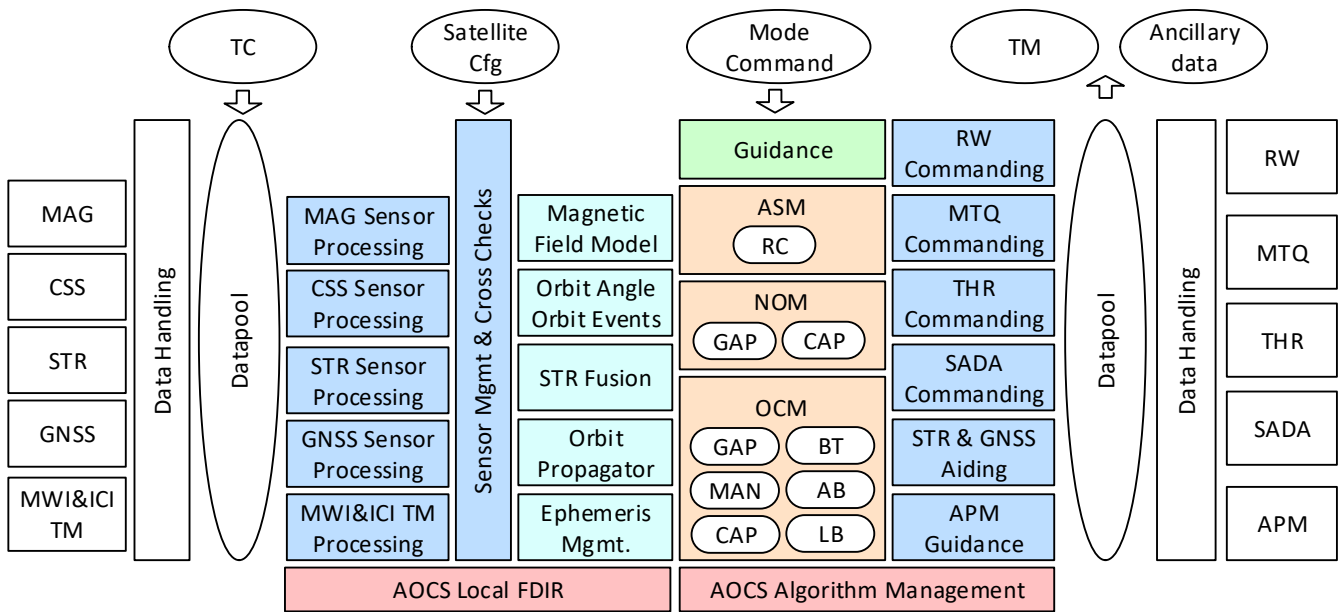 TC
Satellite
Cfg
Mode
Command
TM
Ancillary
data
MAG
CSS
STR
GNSS
MWI&ICI
TM
Data Handling
Datapool
MAG Sensor
Processing
CSS Sensor
Processing
STR Sensor
Processing
GNSS Sensor
Processing
MWI&ICI TM
Processing
Sensor Mgmt & Cross Checks
Magnetic
Field Model
Orbit Angle
Orbit Events
STR Fusion
Orbit
Propagator
Ephemeris
Mgmt.
Guidance
ASM
RC
NOM
GAP
CAP
OCM
GAP
BT
MAN
AB
CAP
LB
RW
Commanding
MTQ
Commanding
THR
Commanding
SADA
Commanding
STR & GNSS
Aiding
APM
Guidance
Datapool
Data Handling
RW
MTQ
THR
SADA
APM
AOCS Local FDIR
AOCS Algorithm Management